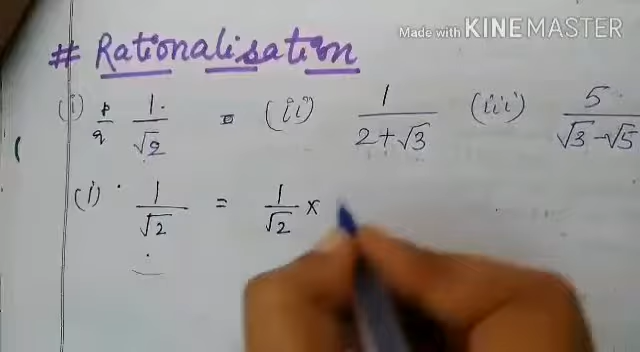 Made with KINEMASTER
# Rationalisation
(i) p/q 1/√2 = (ii) 1/(2+√3) (iii) 5/(√3-√5)
(i) 1/√2 = 1/√2 ×